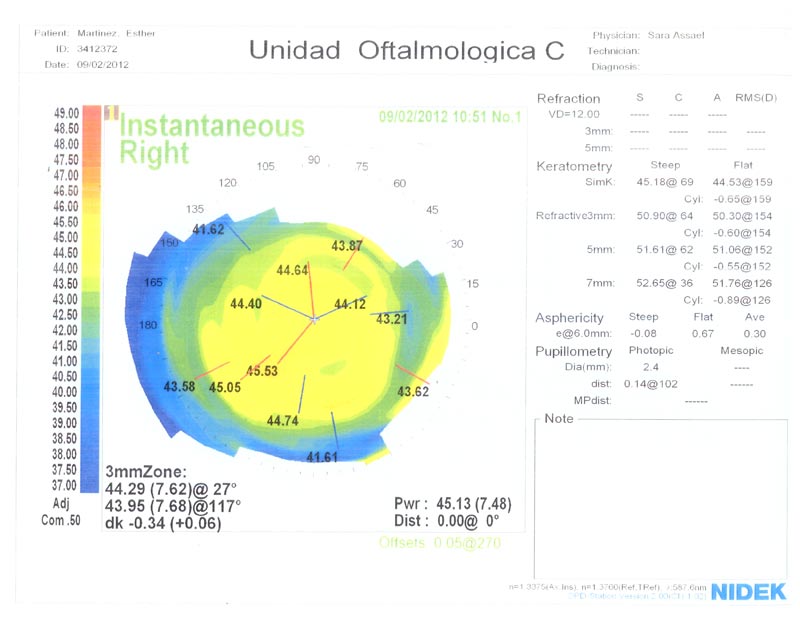 Patient: Martinez, Esther
ID: 3412372
Date: 09/02/2012
Unidad Oftalmologica C
Physician: Sara Assael
Technician:
Diagnosis:
49.00
48.50
48.00
47.50
47.00
46.50
46.00
45.50
45.00
44.50
44.00
43.50
43.00
42.50
42.00
41.50
41.00
40.50
40.00
39.50
39.00
38.50
38.00
37.50
37.00
Adj
Com .50
Instantaneous
Right
09/02/2012 10:51 No.1
90
105
75
120
60
135
45
150
30
165
15
180
0
41.62
43.87
44.64
44.40
44.12
43.21
45.53
43.58
45.05
43.62
44.74
41.61
3mmZone:
44.29 (7.62)@ 27°
43.95 (7.68)@117°
dk -0.34 (+0.06)
Pwr : 45.13 (7.48)
Dist : 0.00@ 0°
Offsets 0.05@270
Refraction S C A RMS(D)
VD=12.00 ----- ----- -----
3mm: ----- ----- ----- -----
5mm: ----- ----- ----- -----
Keratometry Steep Flat
SimK: 45.18@ 69 44.53@159
Cyl: -0.65@159
Refractive3mm: 50.90@ 64 50.30@154
Cyl: -0.60@154
5mm: 51.61@ 62 51.06@152
Cyl: -0.55@152
7mm: 52.65@ 36 51.76@126
Cyl: -0.89@126
Asphericity Steep Flat Ave
e@6.0mm: -0.08 0.67 0.30
Pupillometry Photopic Mesopic
Dia(mm): 2.4 ----
dist: 0.14@102 ------
MPdist: ------
Note
n=1.3375(Ax,Ins), n=1.3760(Ref,TRef),
NIDEK